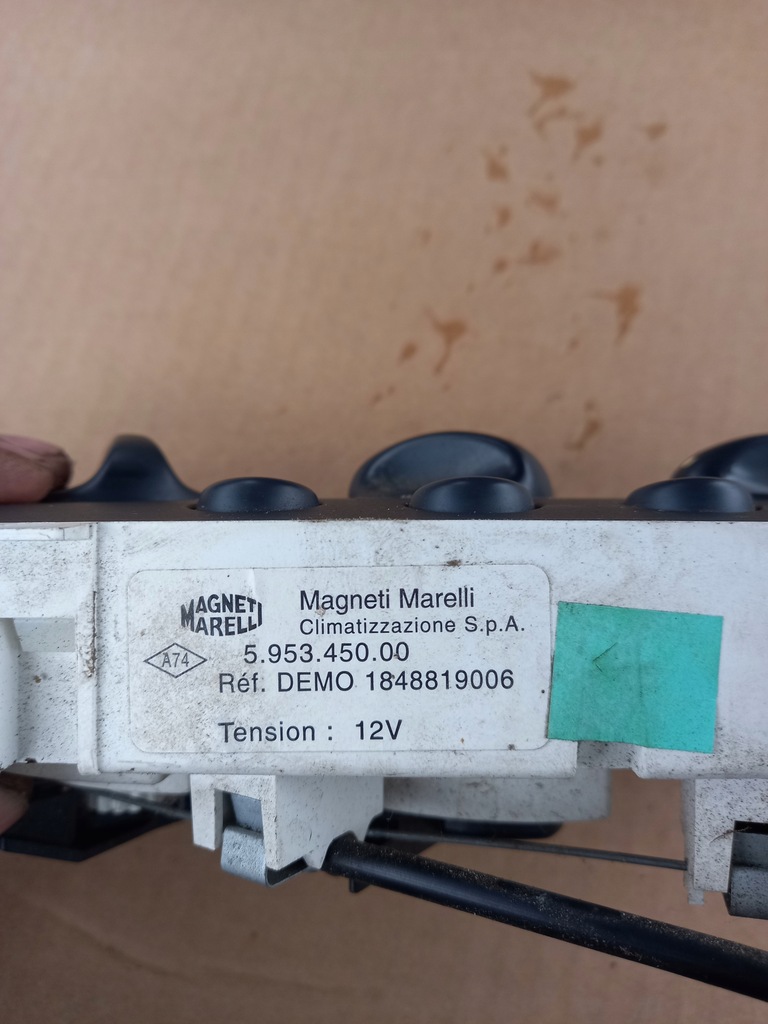 MAGNETI MARELLI
Magneti Marelli
Climatizzazione S.p.A.
A74
5.953.450.00
Réf. DEMO 1848819006
Tension : 12V